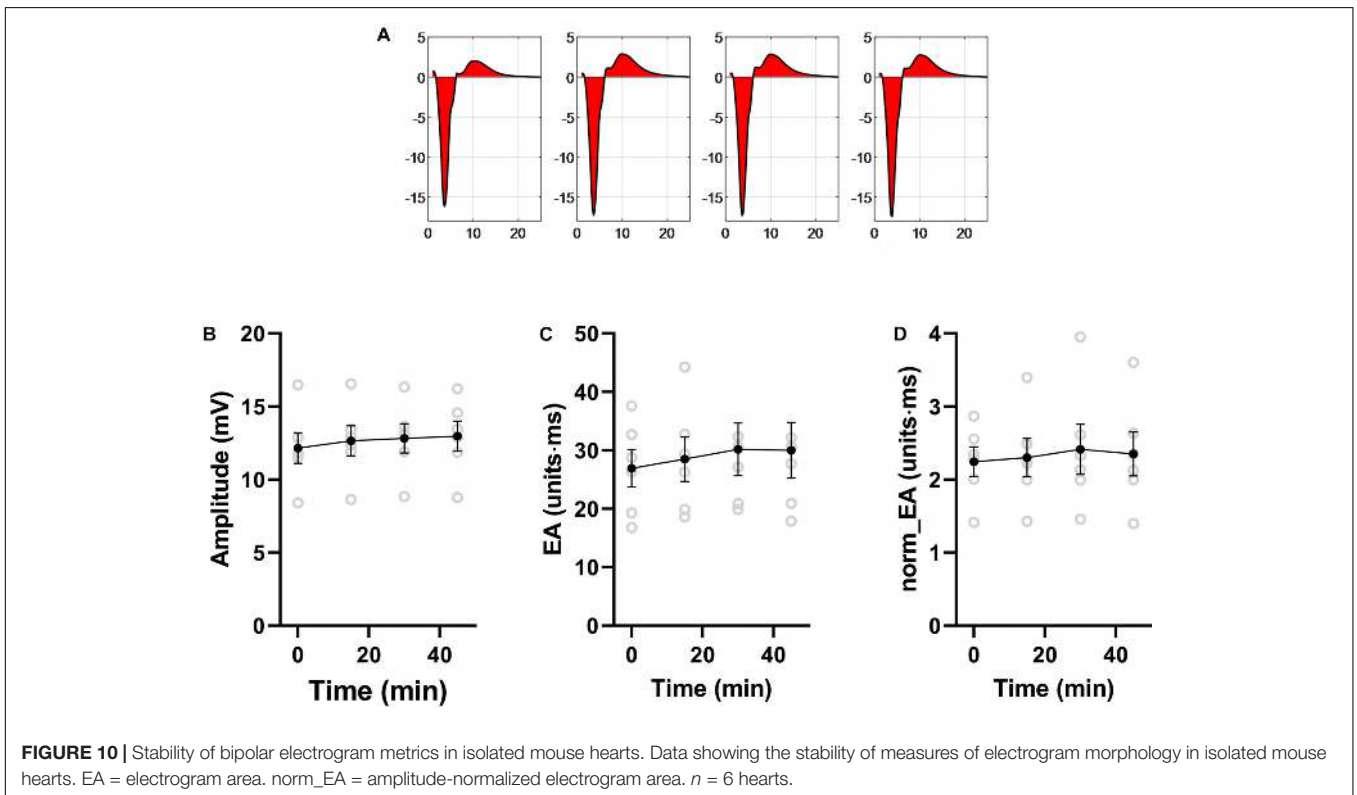 A
5 5 5 5
0 0 0 0
-5 -5 -5 -5
-10 -10 -10 -10
-15 -15 -15 -15
0 10 20 0 10 20 0 10 20 0 10 20
B
20
15
10
5
0
Amplitude (mV)
0 20 40
Time (min)
C
50
40
30
20
10
0
EA (units·ms)
0 20 40
Time (min)
D
4
3
2
1
0
norm_EA (units·ms)
0 20 40
Time (min)
FIGURE 10 | Stability of bipolar electrogram metrics in isolated mouse hearts. Data showing the stability of measures of electrogram morphology in isolated mouse
hearts. EA = electrogram area. norm_EA = amplitude-normalized electrogram area. n = 6 hearts.